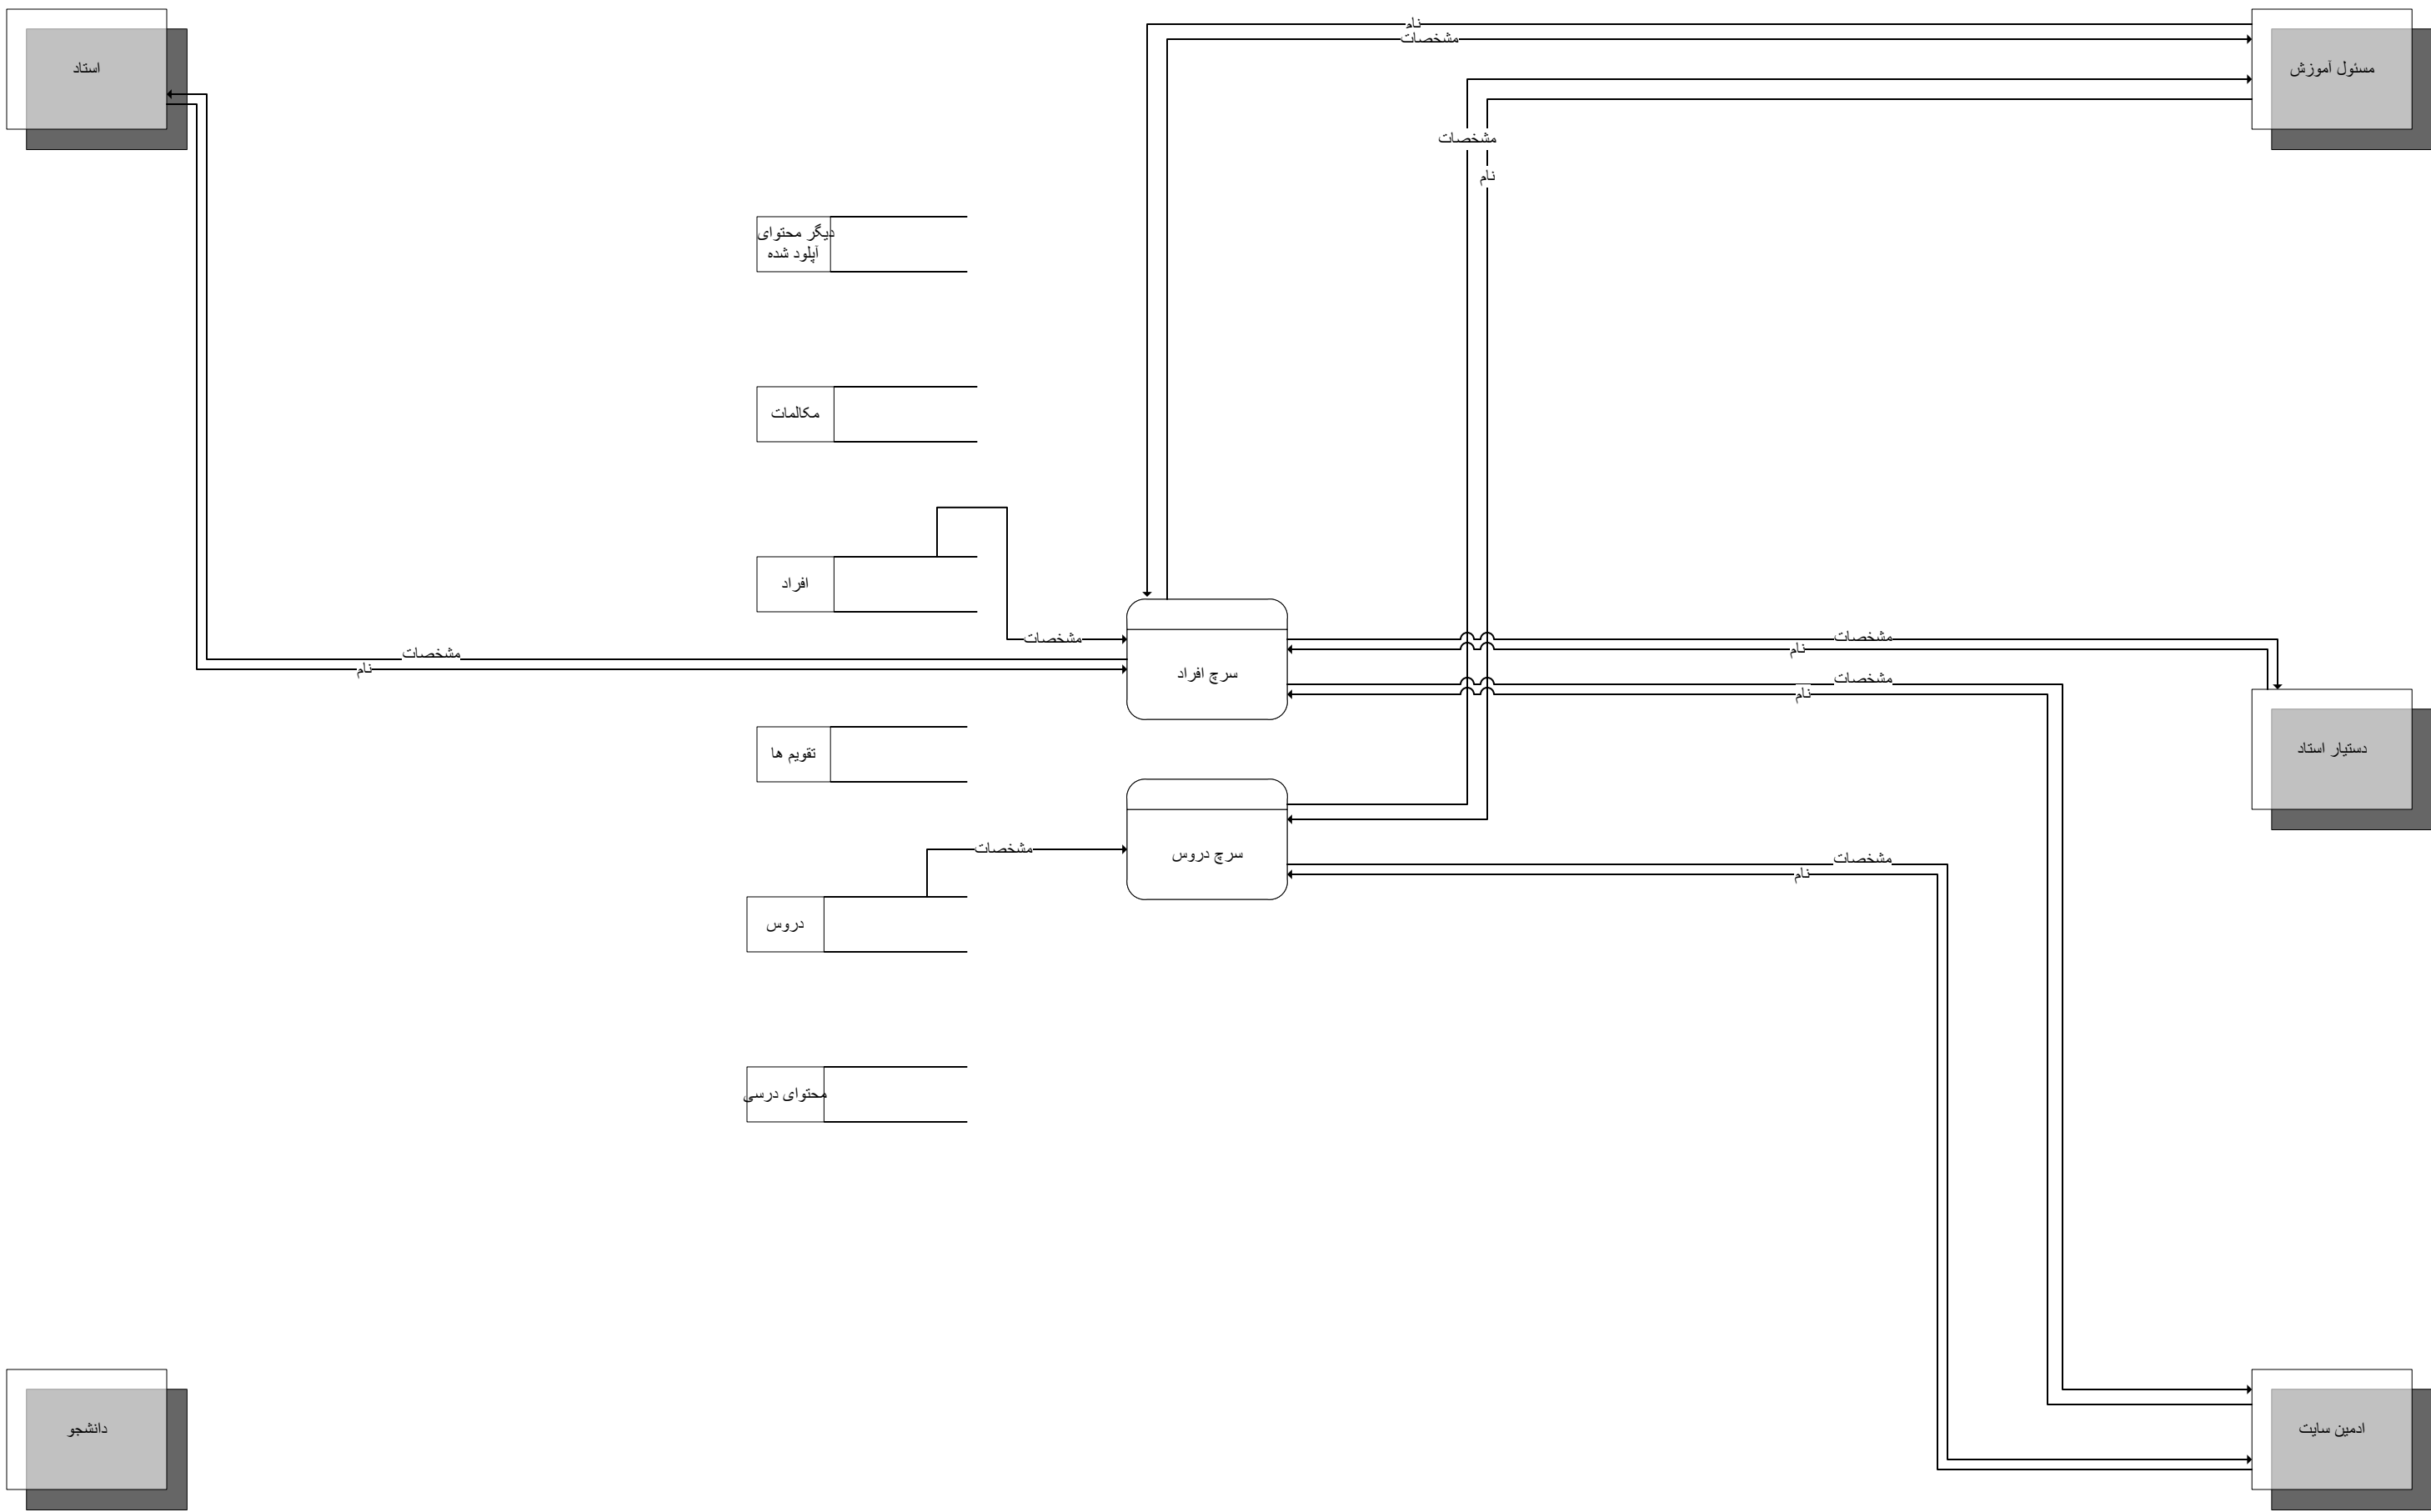 نام
مشخصات
استاد
مسئول آموزش
مشخصات
نام
دیگر محتوای
آپلود شده
مکالمات
افراد
مشخصات
مشخصات
مشخصات
نام
نام
سرچ افراد
مشخصات
نام
تقویم ها
دستیار استاد
مشخصات
سرچ دروس
مشخصات
نام
دروس
محتوای درسی
دانشجو
ادمین سایت